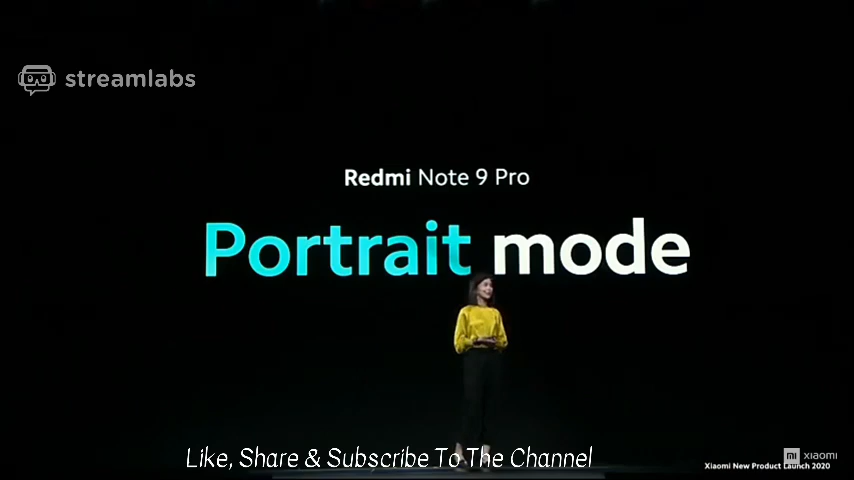 streamlabs
Redmi Note 9 Pro
Portrait mode
Like, Share & Subscribe To The Channel
mi xiaomi
Xiaomi New Product Launch 2020